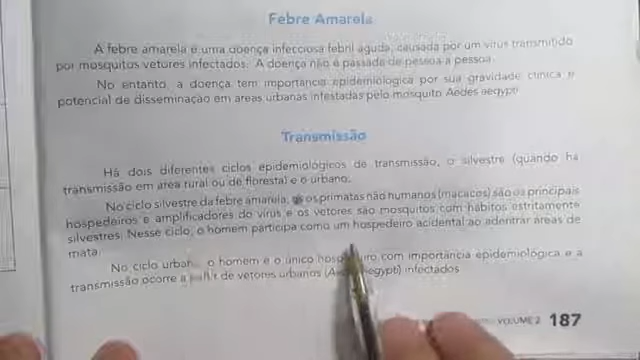 Febre Amarela
A febre amarela é uma doença infecciosa febril aguda, causada por um vírus transmitido
por mosquitos vetores infectados. A doença não é passada de pessoa a pessoa.
No entanto, a doença tem importância epidemiológica por sua gravidade clínica e
potencial de disseminação em áreas urbanas infestadas pelo mosquito Aedes aegypti
Transmissão
Há dois diferentes ciclos epidemiológicos de transmissão, o silvestre (quando há
transmissão em área rural ou de floresta) e o urbano.
No ciclo silvestre da febre amarela, os primatas não humanos (macacos) são os principais
hospedeiros e amplificadores do vírus e os vetores são mosquitos com hábitos estritamente
silvestres. Nesse ciclo, o homem participa como um hospedeiro acidental ao adentrar áreas de
mata.
No ciclo o homem é o único com importância epidemiológica e a
transmissão ocorre a de vetores urbanos infectados
VOLUME 2 187